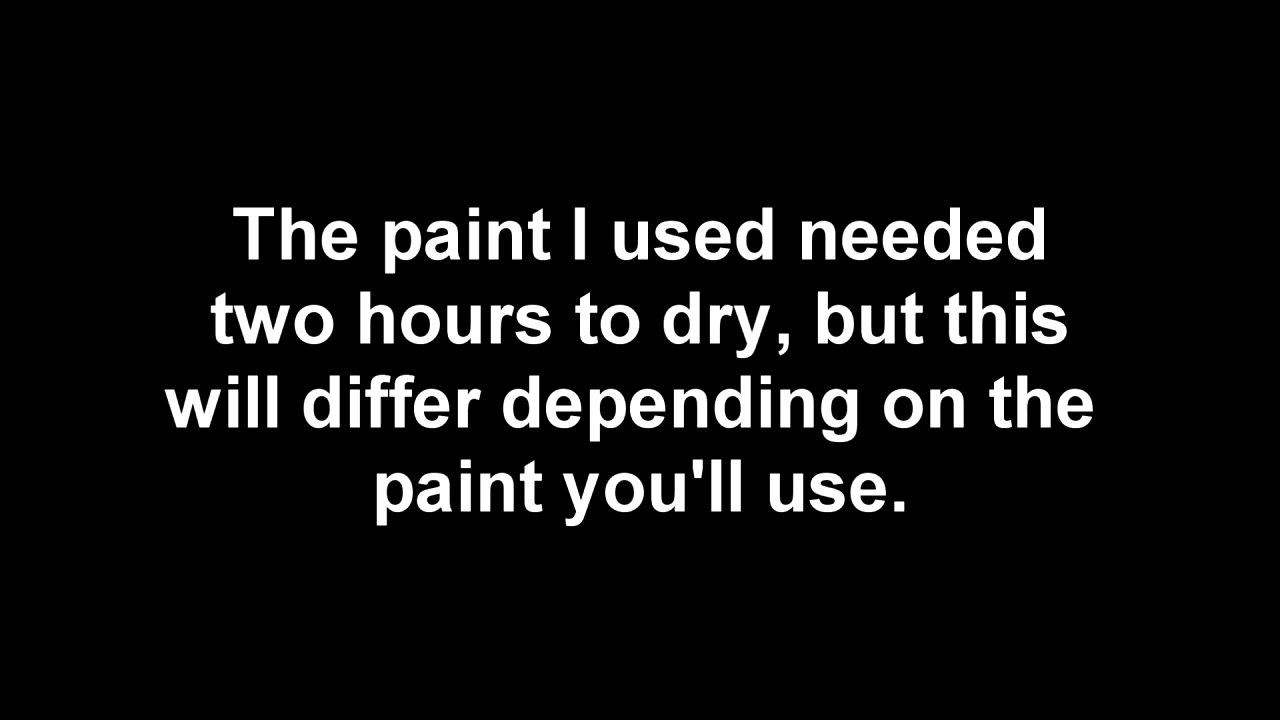 The paint I used needed
two hours to dry, but this
will differ depending on the
paint you'll use.